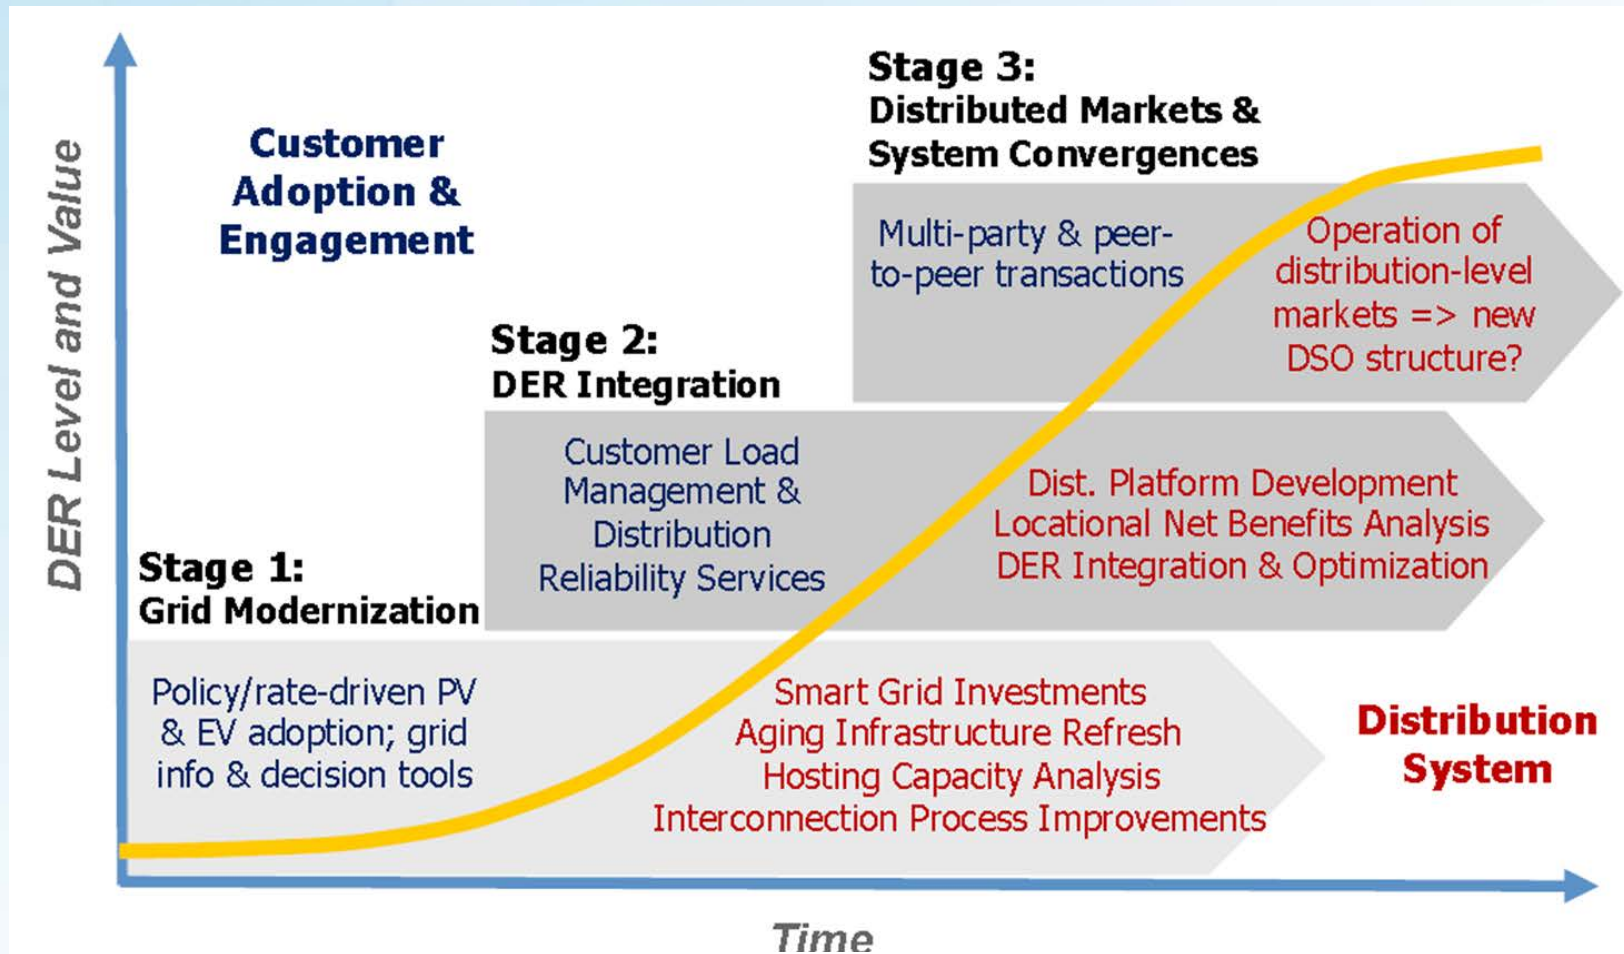 DER Level and Value
Customer
Adoption &
Engagement
Stage 3:
Distributed Markets &
System Convergences
Multi-party & peer-
to-peer transactions
Operation of
distribution-level
markets => new
DSO structure?
Stage 2:
DER Integration
Customer Load
Management &
Distribution
Reliability Services
Dist. Platform Development
Locational Net Benefits Analysis
DER Integration & Optimization
Stage 1:
Grid Modernization
Policy/rate-driven PV
& EV adoption; grid
info & decision tools
Smart Grid Investments
Aging Infrastructure Refresh
Hosting Capacity Analysis
Interconnection Process Improvements
Distribution
System
Time